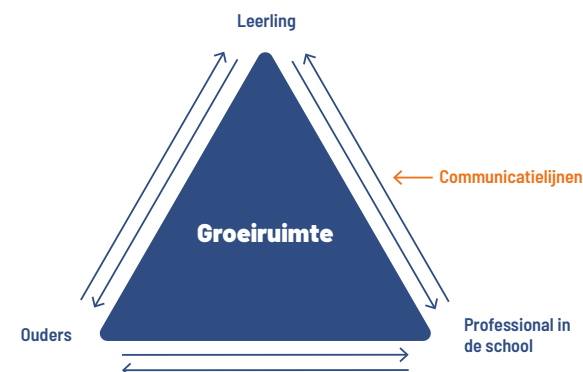 Leerling
Communicatielijnen
Groeiruimte
Ouders
Professional in
de school